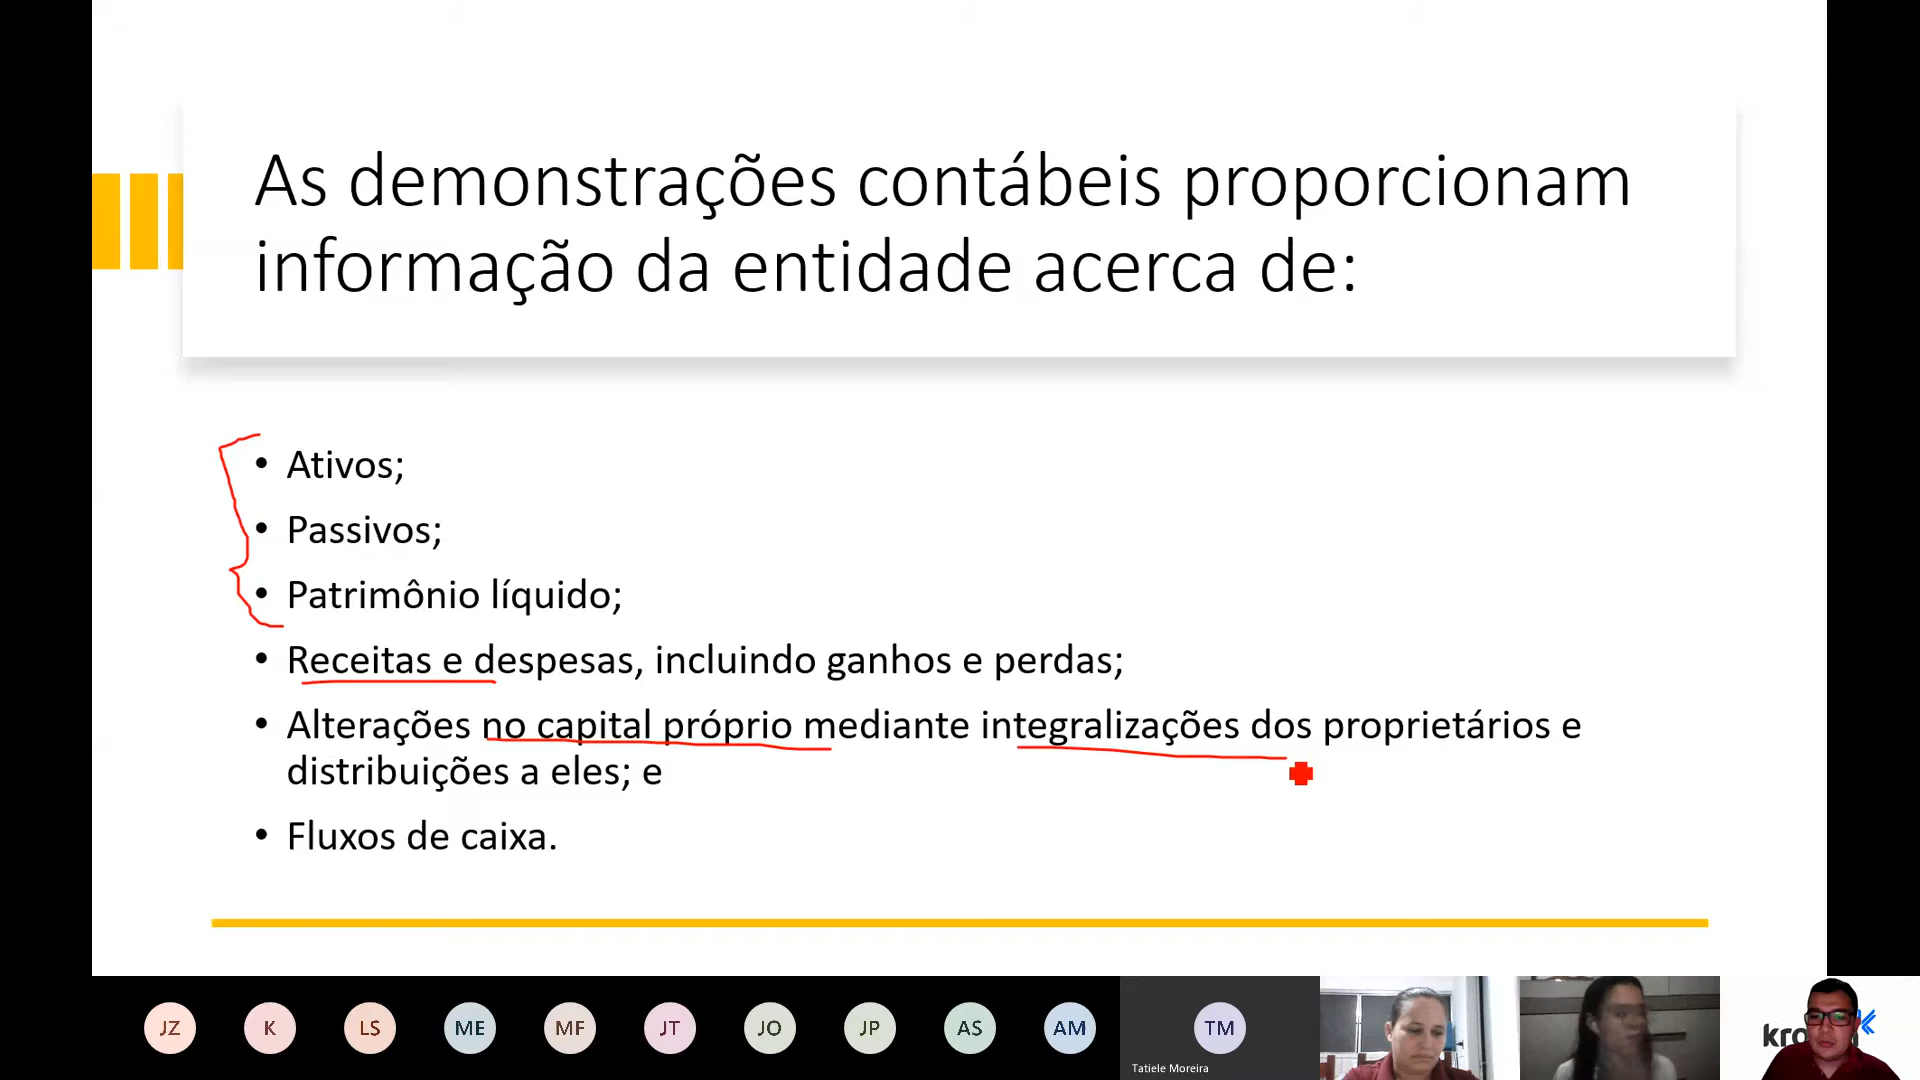 As demonstrações contábeis proporcionam
informação da entidade acerca de:
• Ativos;
• Passivos;
• Patrimônio líquido;
• Receitas e despesas, incluindo ganhos e perdas;
• Alterações no capital próprio mediante integralizações dos proprietários e
distribuições a eles; e
• Fluxos de caixa.
JZ K LS ME MF JT JO JP AS AM TM
Tatiele Moreira